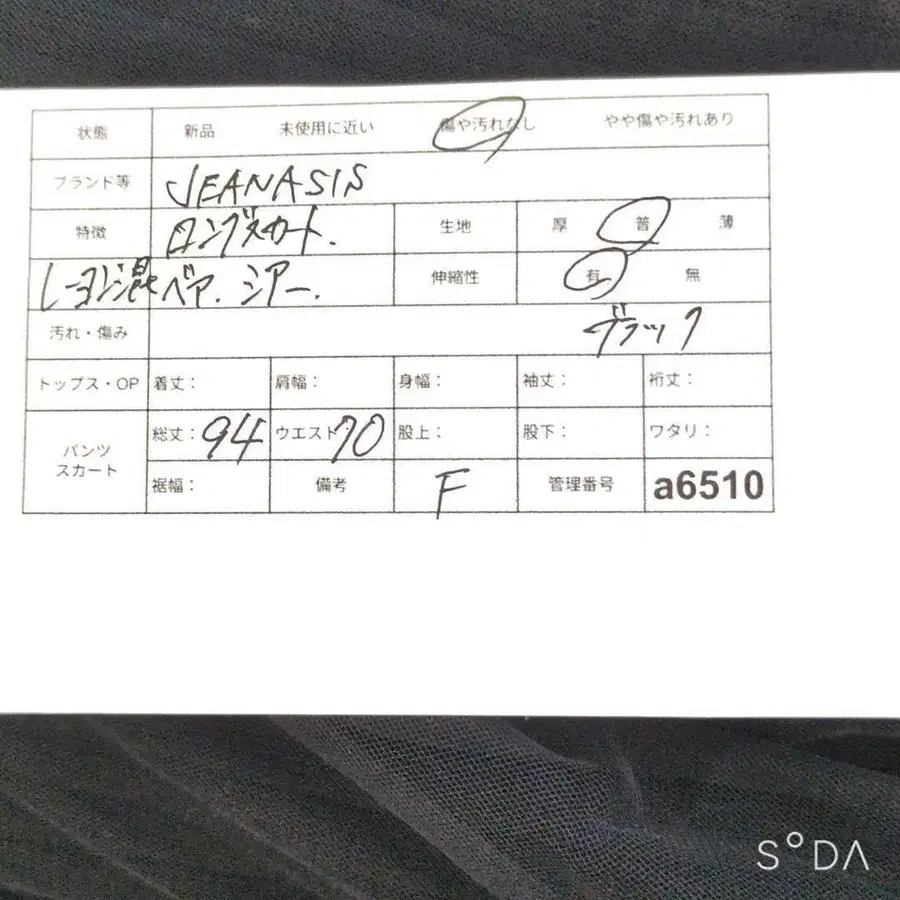 状態 新品 未使用に近い 傷や汚れなし やや傷や汚れあり
ブランド等 JEANASIS
特徴 ロングスカート. 生地 厚 普 薄
レーヨン混 ベア. シアー. 伸縮性 有 無
汚れ・傷み ブラック
トップス・OP 着丈： 肩幅： 身幅： 袖丈： 裄丈：
パンツ スカート 総丈：94 ウエスト：70 股上： 股下： ワタリ：
裾幅： 備考 F 管理番号 a6510
SODA